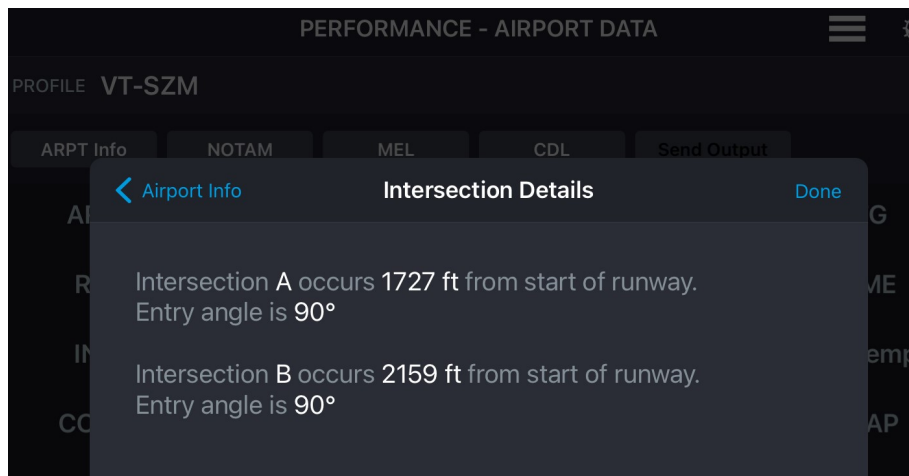 PERFORMANCE - AIRPORT DATA
PROFILE VT-SZM
ARPT Info NOTAM MEL CDL Send Output
Airport Info Intersection Details Done
Intersection A occurs 1727 ft from start of runway.
Entry angle is 90°
Intersection B occurs 2159 ft from start of runway.
Entry angle is 90°